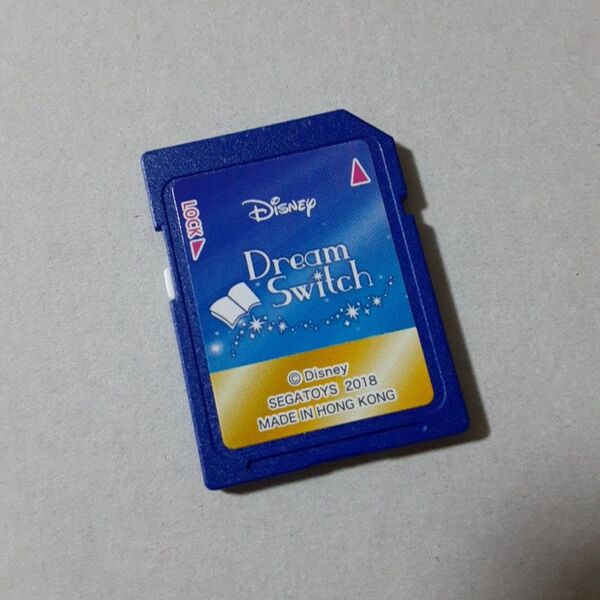 Disney
LOCK
Dream
Switch
© Disney
SEGATOYS 2018
MADE IN HONG KONG